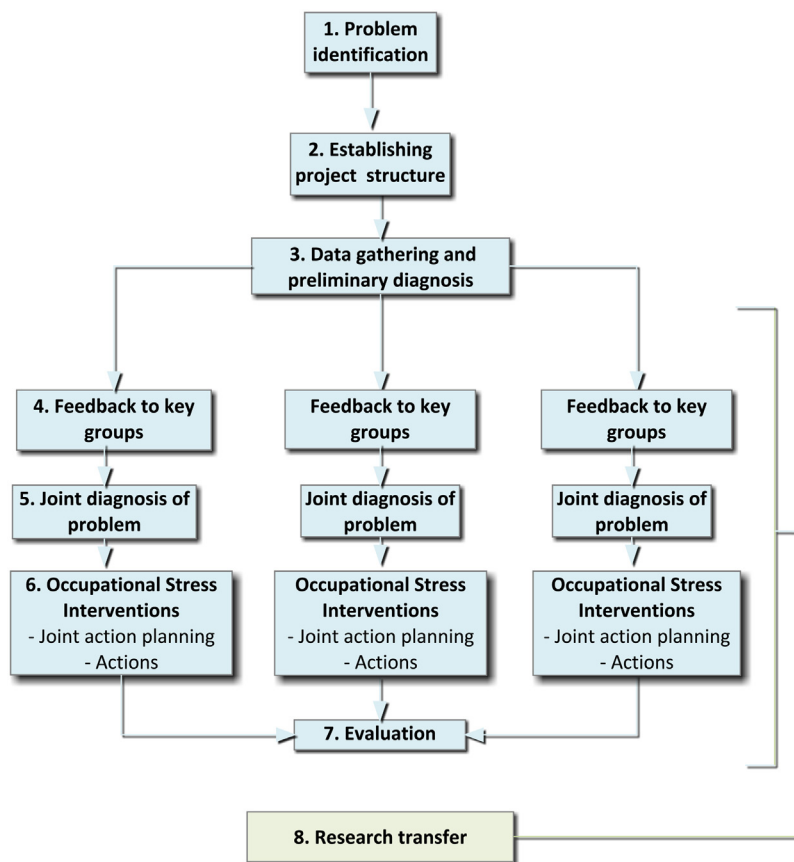 1. Problem
identification
2. Establishing
project structure
3. Data gathering and
preliminary diagnosis
4. Feedback to key
groups
Feedback to key
groups
Feedback to key
groups
5. Joint diagnosis of
problem
Joint diagnosis of
problem
Joint diagnosis of
problem
6. Occupational Stress
Interventions
- Joint action planning
- Actions
Occupational Stress
Interventions
- Joint action planning
- Actions
Occupational Stress
Interventions
- Joint action planning
- Actions
7. Evaluation
8. Research transfer